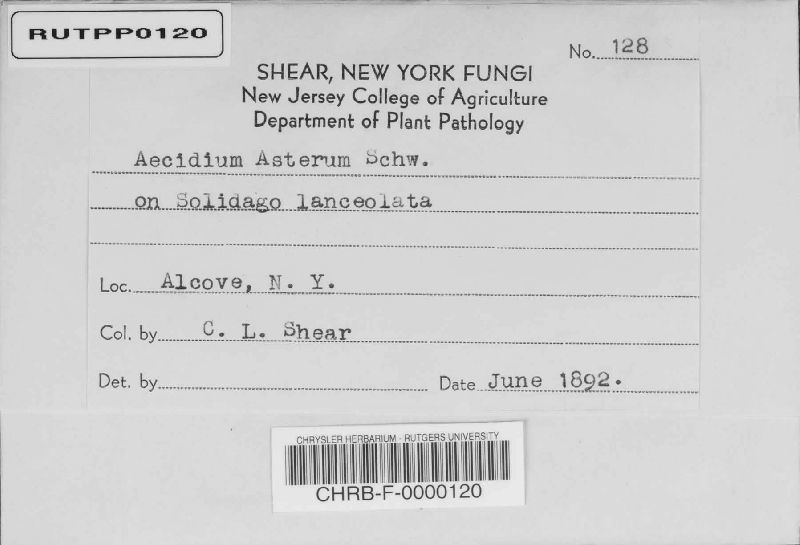 RUTPP0120
No. 128
SHEAR, NEW YORK FUNGI
New Jersey College of Agriculture
Department of Plant Pathology
Aecidium Asterum Schw.
on Solidago lanceolata
Loc. Alcove, N. Y.
Col. by C. L. Shear
Det. by
Date June 1892.
CHRYSLER HERBARIUM - RUTGERS UNIVERSITY
CHRB-F-0000120